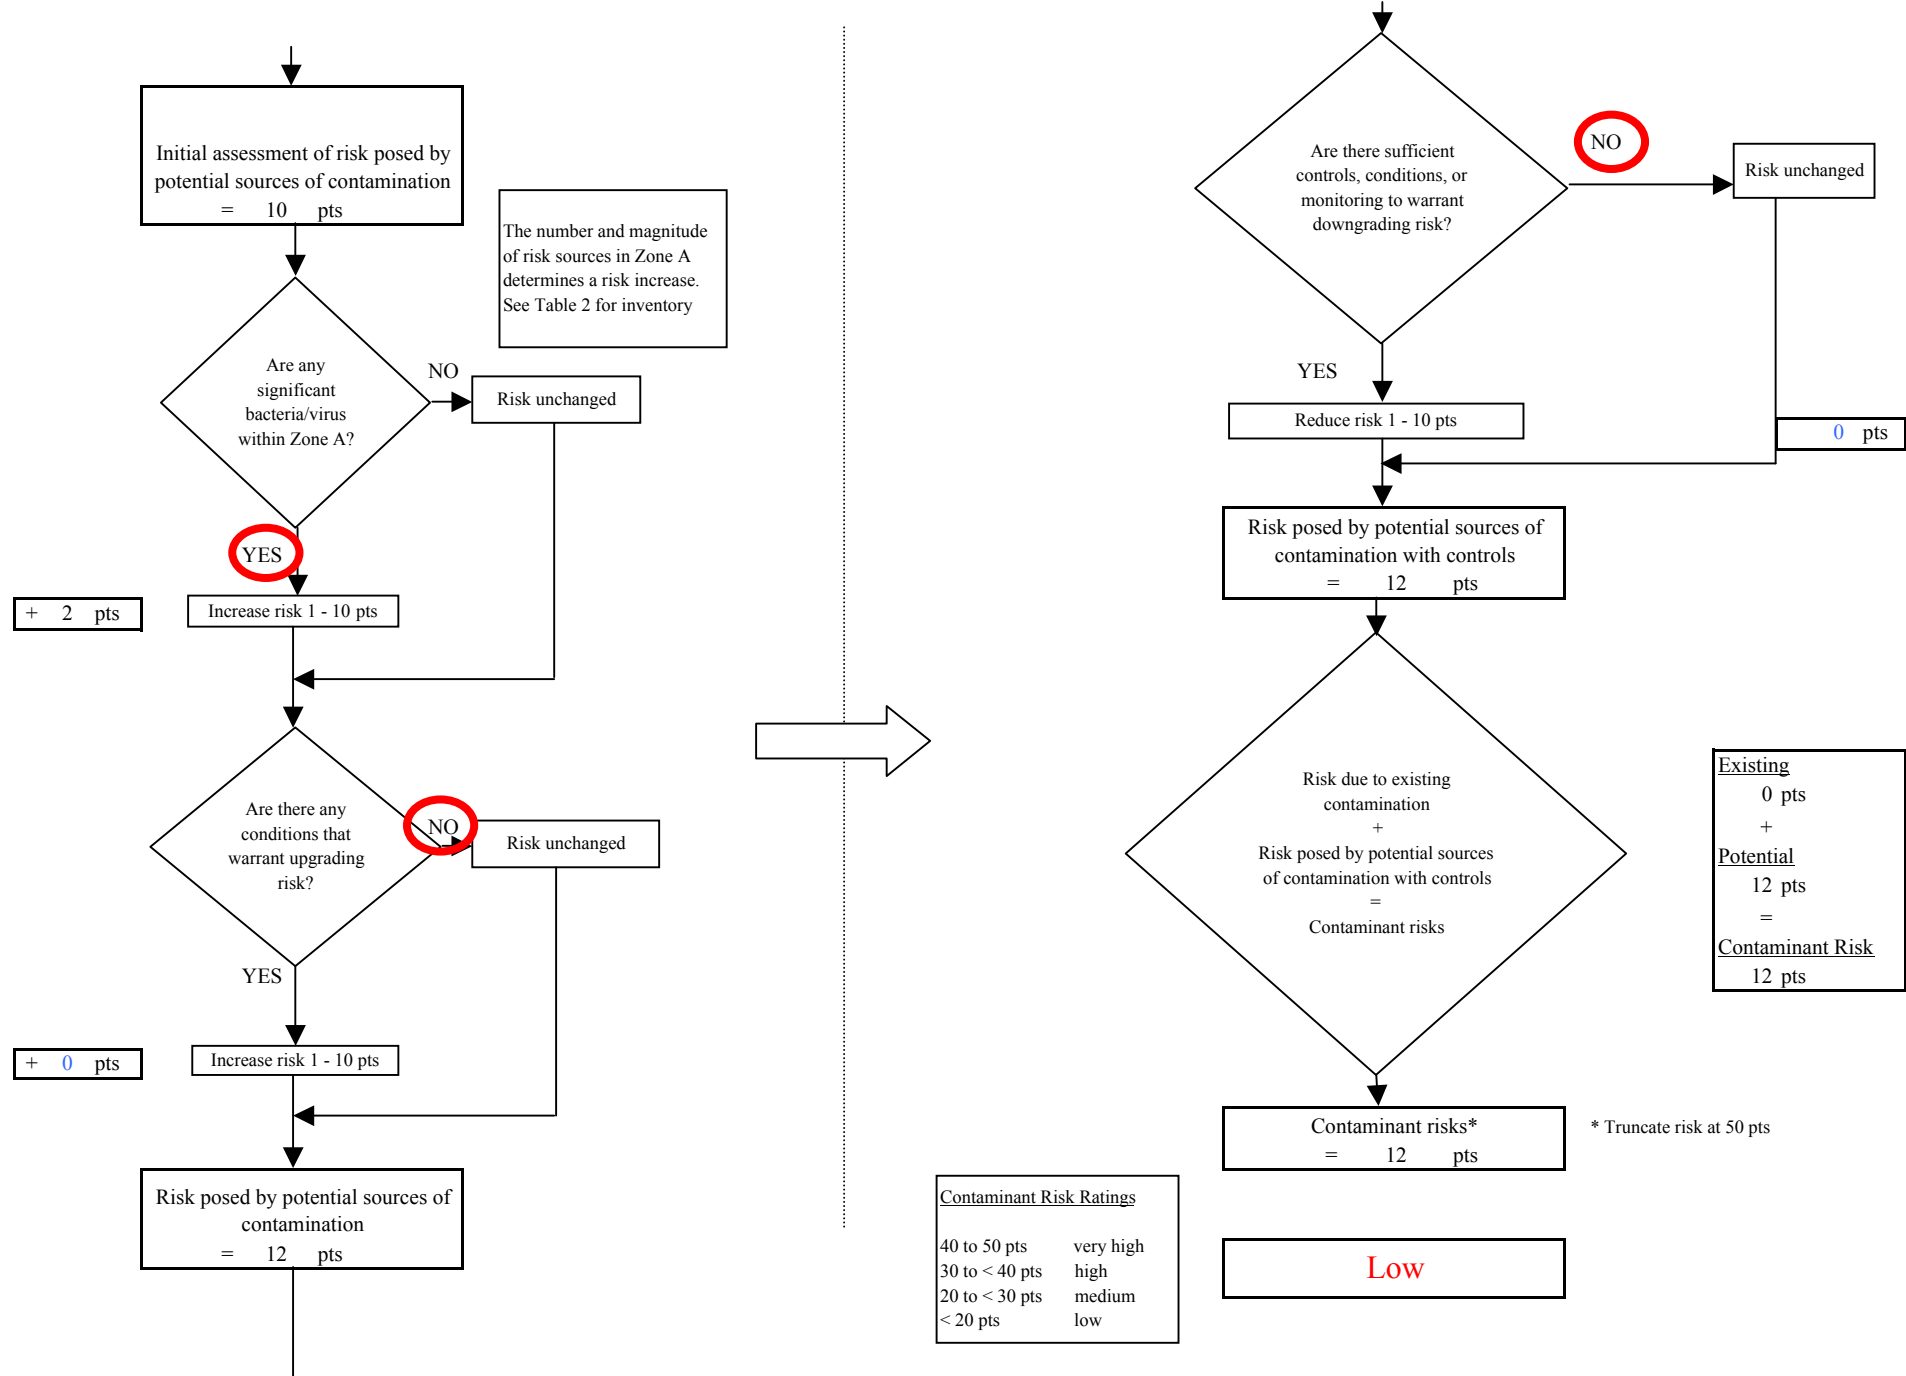 Initial assessment of risk posed by
potential sources of contamination
= 10 pts
The number and magnitude
of risk sources in Zone A
determines a risk increase.
See Table 2 for inventory
Are any
significant
bacteria/virus
within Zone A?
NO
Risk unchanged
YES
+ 2 pts
Increase risk 1 - 10 pts
Are there any
conditions that
warrant upgrading
risk?
NO
Risk unchanged
YES
+ 0 pts
Increase risk 1 - 10 pts
Risk posed by potential sources of
contamination
= 12 pts
Are there sufficient
controls, conditions, or
monitoring to warrant
downgrading risk?
NO
Risk unchanged
YES
Reduce risk 1 - 10 pts
0 pts
Risk posed by potential sources of
contamination with controls
= 12 pts
Risk due to existing
contamination
+
Risk posed by potential sources
of contamination with controls
=
Contaminant risks
Existing
0 pts
+
Potential
12 pts
=
Contaminant Risk
12 pts
Contaminant risks*
= 12 pts
* Truncate risk at 50 pts
Contaminant Risk Ratings
40 to 50 pts very high
30 to < 40 pts high
20 to < 30 pts medium
< 20 pts low
Low